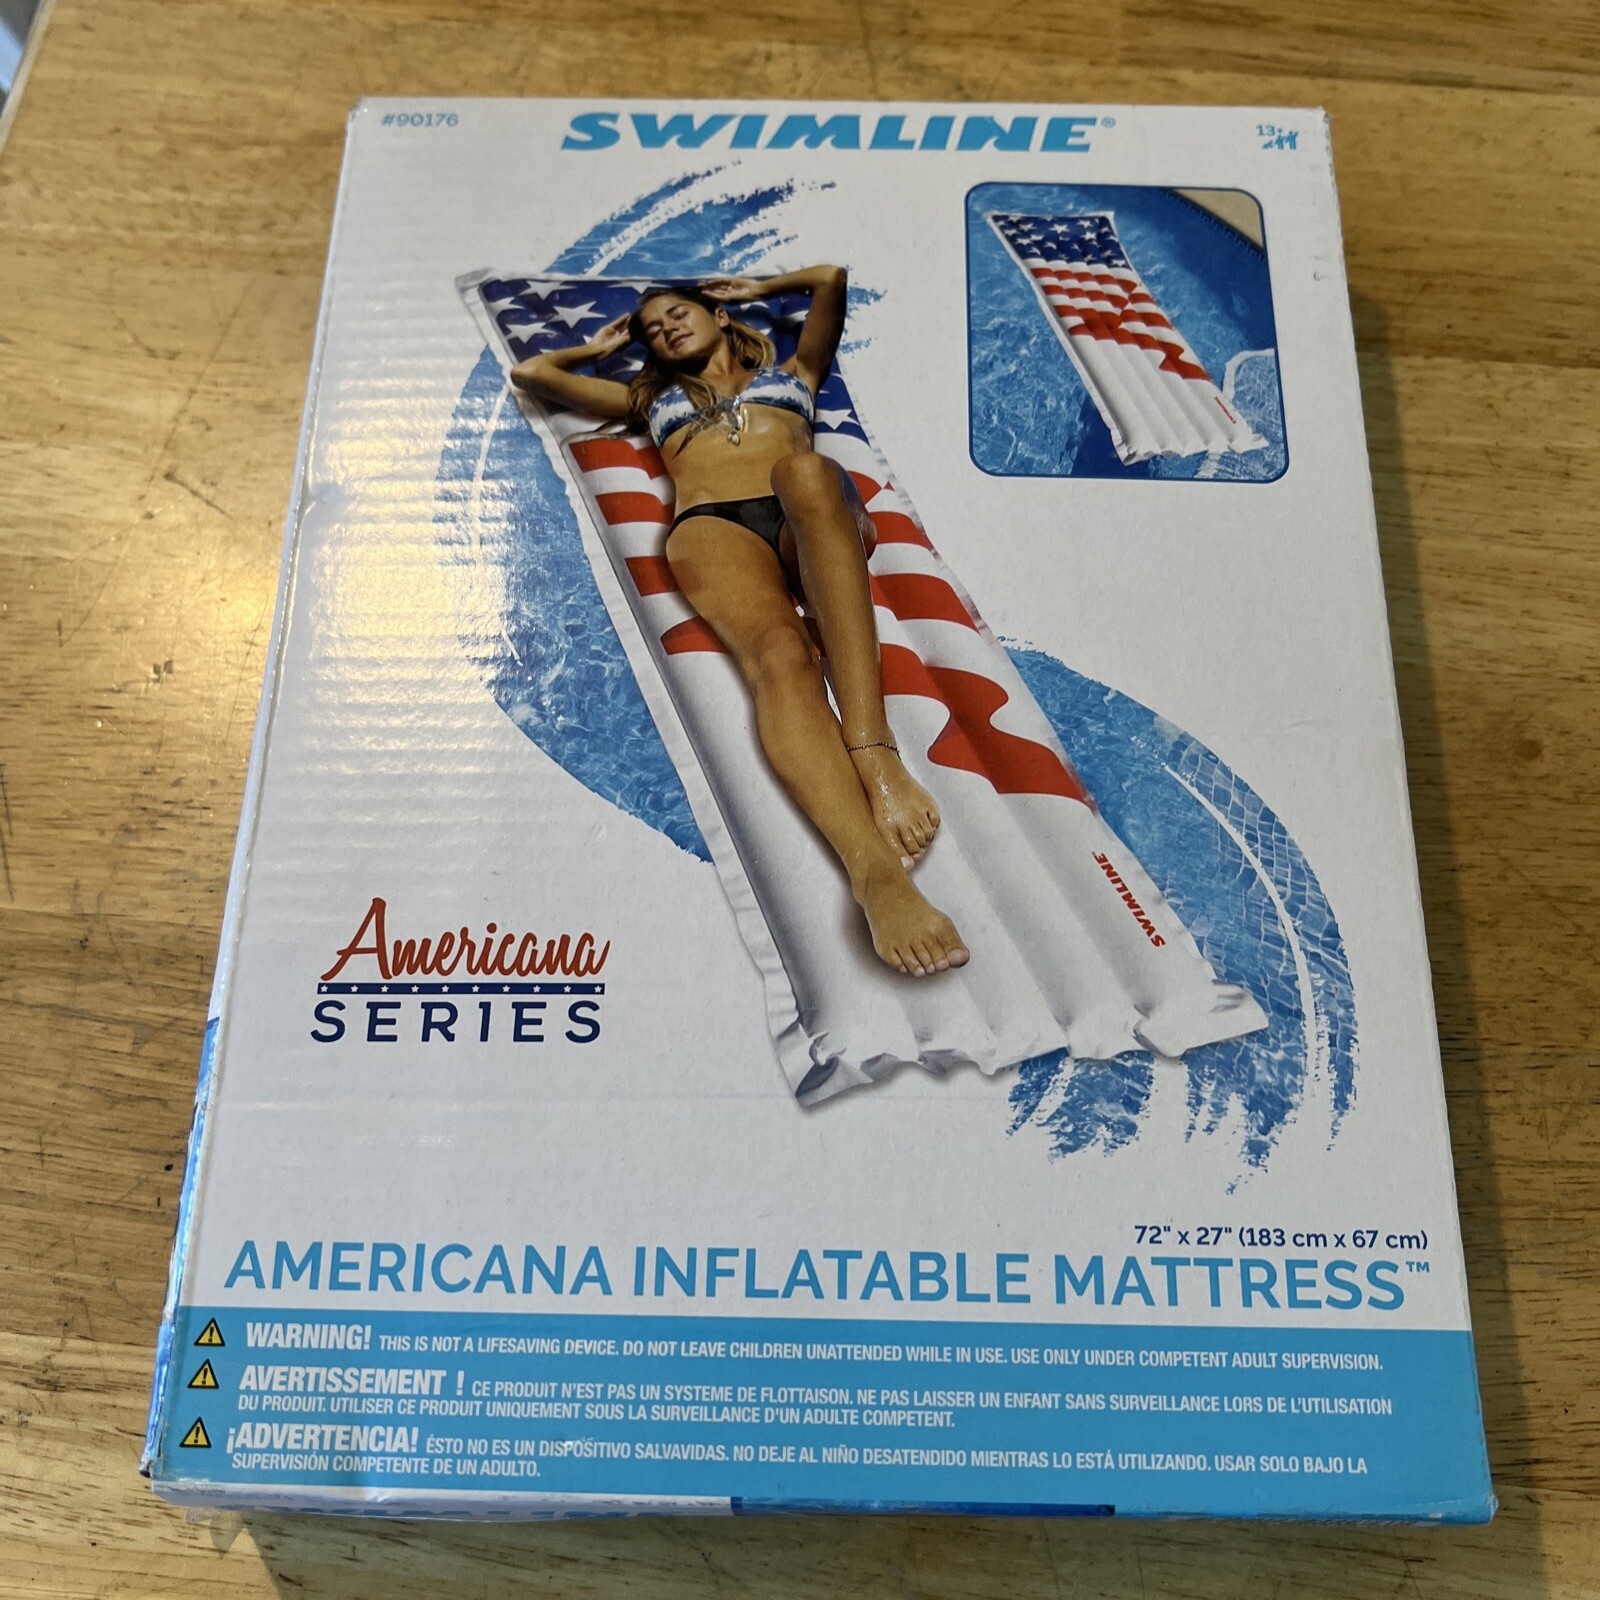 #90176
SWIMLINE®
13+
SWIMLINE
Americana
SERIES
72" x 27" (183 cm x 67 cm)
AMERICANA INFLATABLE MATTRESS™
WARNING! THIS IS NOT A LIFESAVING DEVICE. DO NOT LEAVE CHILDREN UNATTENDED WHILE IN USE. USE ONLY UNDER COMPETENT ADULT SUPERVISION.
AVERTISSEMENT ! CE PRODUIT N'EST PAS UN SYSTEME DE FLOTTAISON. NE PAS LAISSER UN ENFANT SANS SURVEILLANCE LORS DE L'UTILISATION
DU PRODUIT. UTILISER CE PRODUIT UNIQUEMENT SOUS LA SURVEILLANCE D'UN ADULTE COMPETENT.
¡ADVERTENCIA! ÉSTO NO ES UN DISPOSITIVO SALVAVIDAS. NO DEJE AL NIÑO DESATENDIDO MIENTRAS LO ESTÁ UTILIZANDO. USAR SOLO BAJO LA
SUPERVISIÓN COMPETENTE DE UN ADULTO.